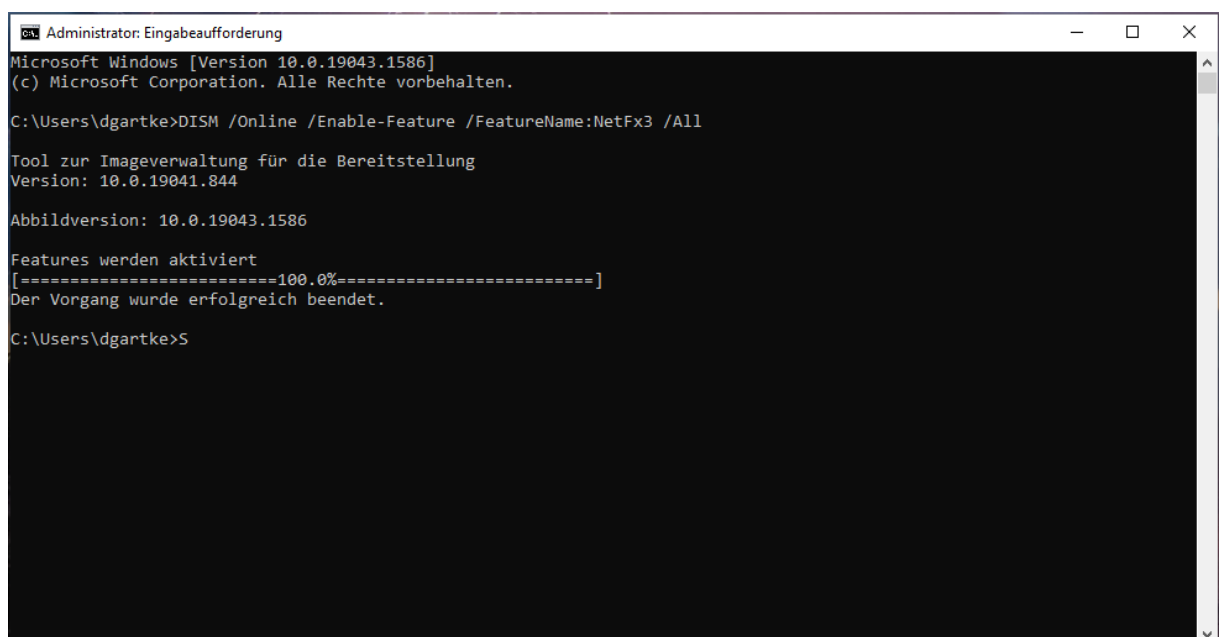 Administrator: Eingabeaufforderung
Microsoft Windows [Version 10.0.19043.1586]
(c) Microsoft Corporation. Alle Rechte vorbehalten.
C:\Users\dgartke>DISM /Online /Enable-Feature /FeatureName:NetFx3 /All
Tool zur Imageverwaltung für die Bereitstellung
Version: 10.0.19041.844
Abbildversion: 10.0.19043.1586
Features werden aktiviert
[==========================100.0%==========================]
Der Vorgang wurde erfolgreich beendet.
C:\Users\dgartke>S